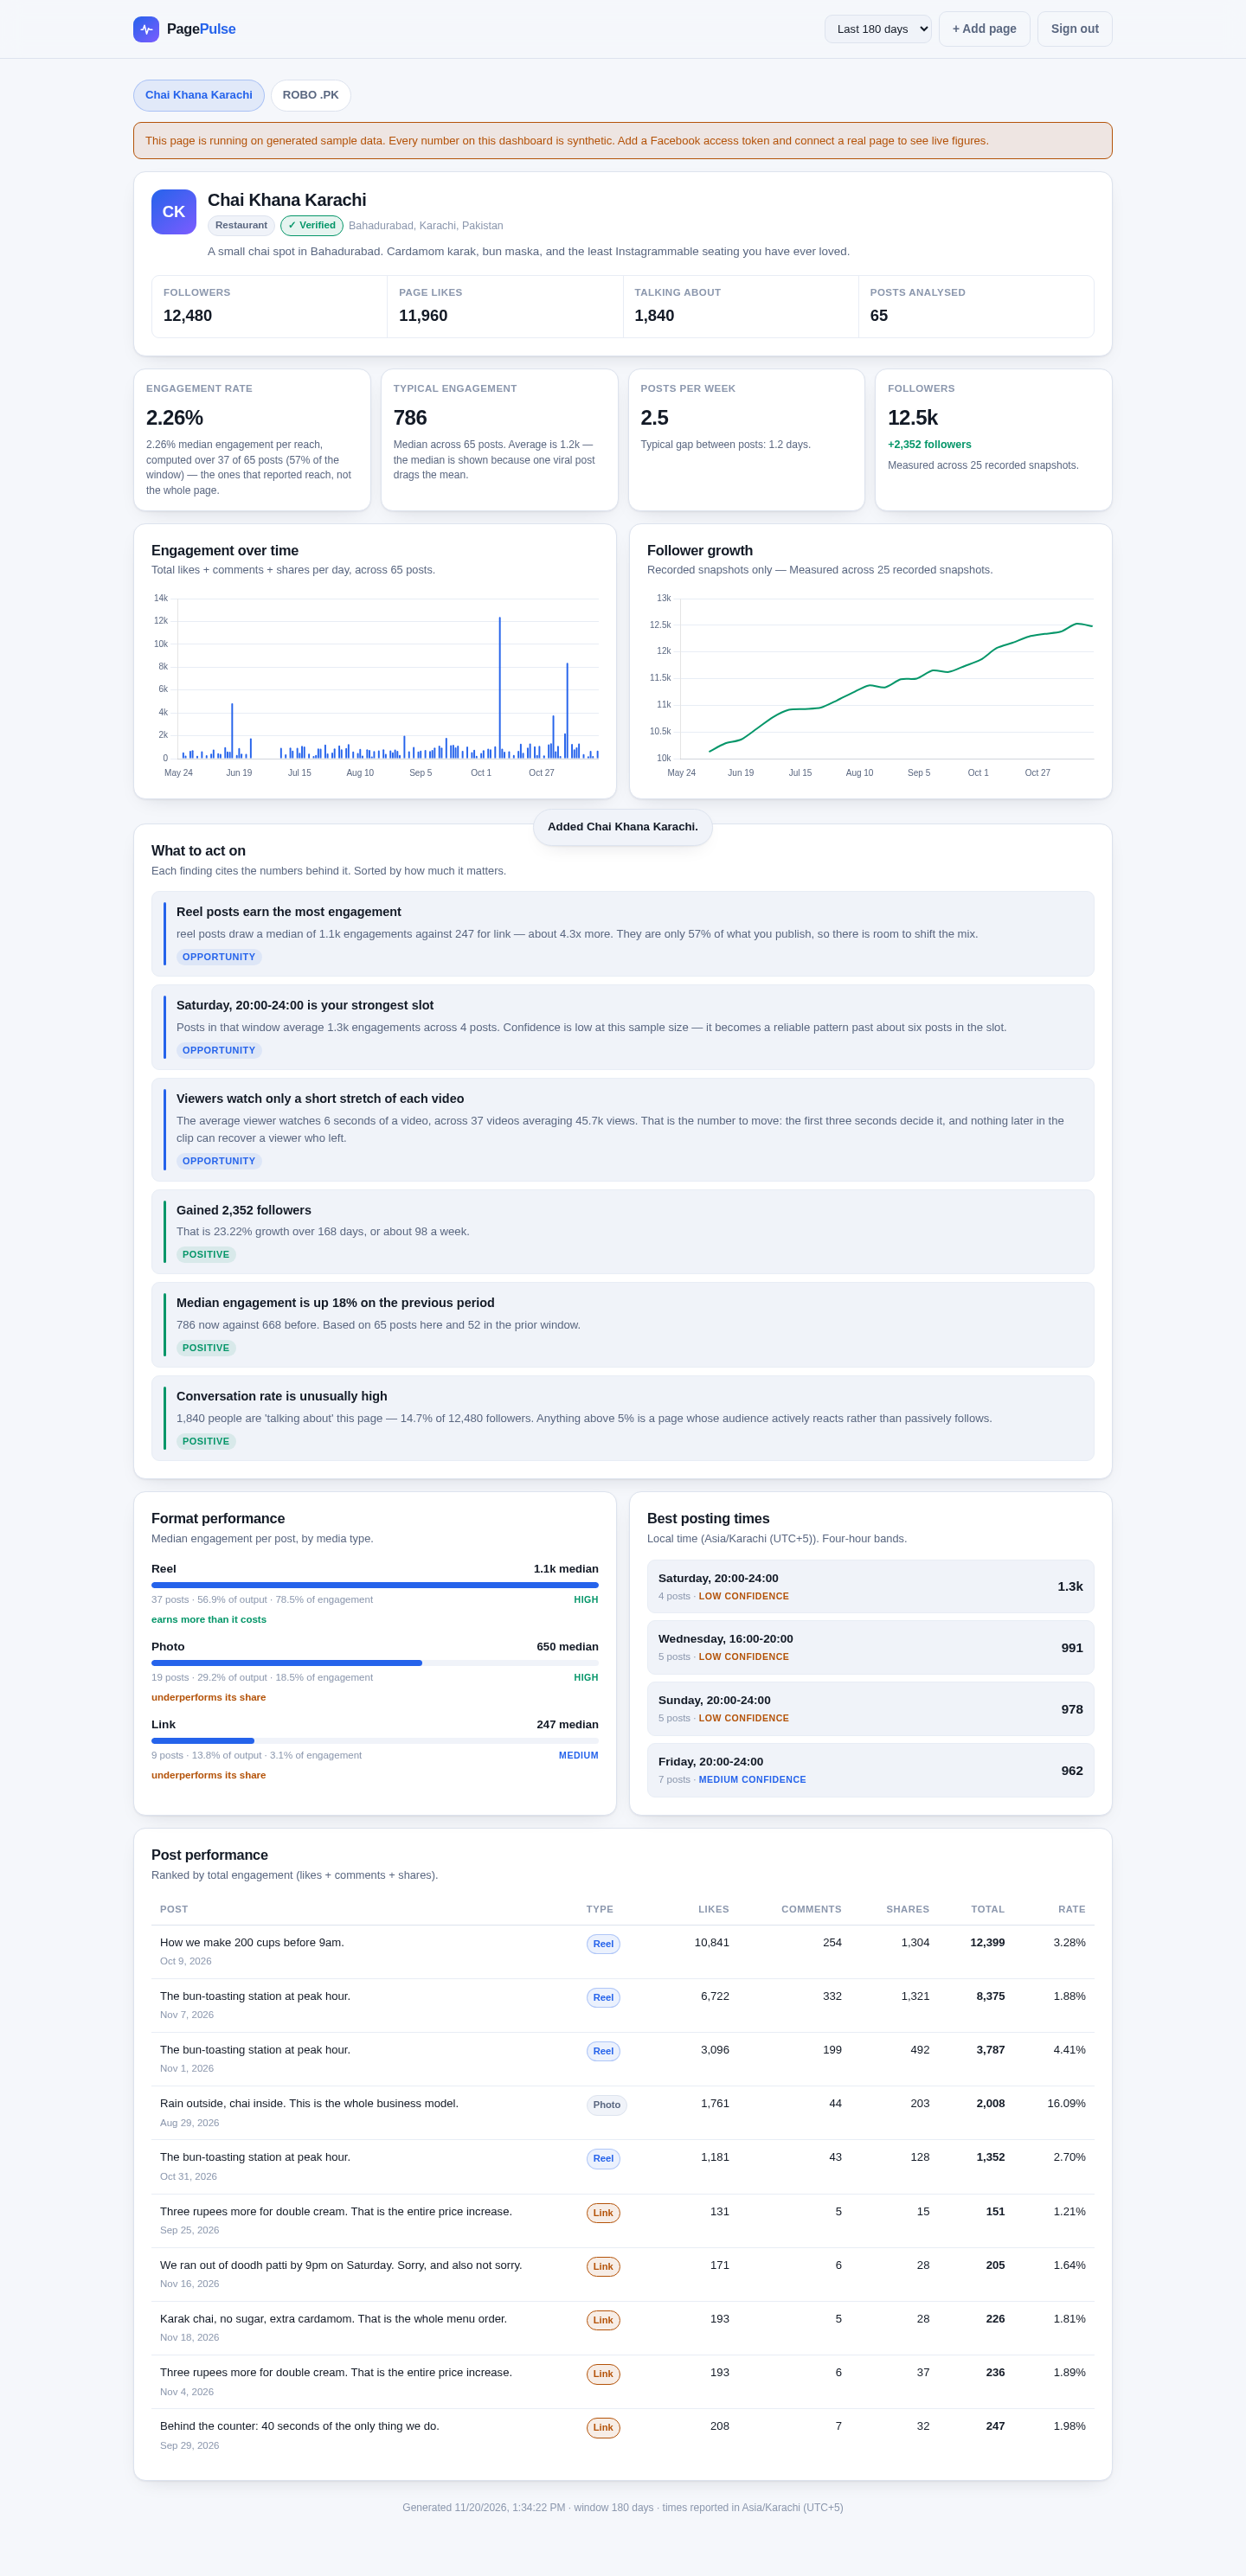 PagePulse
Last 180 days
+ Add page
Sign out
Chai Khana Karachi
ROBO .PK
This page is running on generated sample data. Every number on this dashboard is synthetic. Add a Facebook access token and connect a real page to see live figures.
CK
Chai Khana Karachi
Restaurant
✓ Verified
Bahadurabad, Karachi, Pakistan
A small chai spot in Bahadurabad. Cardamom karak, bun maska, and the least Instagrammable seating you have ever loved.
FOLLOWERS
12,480
PAGE LIKES
11,960
TALKING ABOUT
1,840
POSTS ANALYSED
65
ENGAGEMENT RATE
2.26%
2.26% median engagement per reach,
computed over 37 of 65 posts (57% of the
window) — the ones that reported reach, not
the whole page.
TYPICAL ENGAGEMENT
786
Median across 65 posts. Average is 1.2k —
the median is shown because one viral post
drags the mean.
POSTS PER WEEK
2.5
Typical gap between posts: 1.2 days.
FOLLOWERS
12.5k
+2,352 followers
Measured across 25 recorded snapshots.
Engagement over time
Total likes + comments + shares per day, across 65 posts.
14k
12k
10k
8k
6k
4k
2k
0
May 24 Jun 19 Jul 15 Aug 10 Sep 5 Oct 1 Oct 27
Follower growth
Recorded snapshots only — Measured across 25 recorded snapshots.
13k
12.5k
12k
11.5k
11k
10.5k
10k
May 24 Jun 19 Jul 15 Aug 10 Sep 5 Oct 1 Oct 27
Added Chai Khana Karachi.
What to act on
Each finding cites the numbers behind it. Sorted by how much it matters.
Reel posts earn the most engagement
reel posts draw a median of 1.1k engagements against 247 for link — about 4.3x more. They are only 57% of what you publish, so there is room to shift the mix.
OPPORTUNITY
Saturday, 20:00-24:00 is your strongest slot
Posts in that window average 1.3k engagements across 4 posts. Confidence is low at this sample size — it becomes a reliable pattern past about six posts in the slot.
OPPORTUNITY
Viewers watch only a short stretch of each video
The average viewer watches 6 seconds of a video, across 37 videos averaging 45.7k views. That is the number to move: the first three seconds decide it, and nothing later in the
clip can recover a viewer who left.
OPPORTUNITY
Gained 2,352 followers
That is 23.22% growth over 168 days, or about 98 a week.
POSITIVE
Median engagement is up 18% on the previous period
786 now against 668 before. Based on 65 posts here and 52 in the prior window.
POSITIVE
Conversation rate is unusually high
1,840 people are 'talking about' this page — 14.7% of 12,480 followers. Anything above 5% is a page whose audience actively reacts rather than passively follows.
POSITIVE
Format performance
Median engagement per post, by media type.
Reel 1.1k median
37 posts · 56.9% of output · 78.5% of engagement HIGH
earns more than it costs
Photo 650 median
19 posts · 29.2% of output · 18.5% of engagement HIGH
underperforms its share
Link 247 median
9 posts · 13.8% of output · 3.1% of engagement MEDIUM
underperforms its share
Best posting times
Local time (Asia/Karachi (UTC+5)). Four-hour bands.
Saturday, 20:00-24:00
4 posts · LOW CONFIDENCE
1.3k
Wednesday, 16:00-20:00
5 posts · LOW CONFIDENCE
991
Sunday, 20:00-24:00
5 posts · LOW CONFIDENCE
978
Friday, 20:00-24:00
7 posts · MEDIUM CONFIDENCE
962
Post performance
Ranked by total engagement (likes + comments + shares).
POST TYPE LIKES COMMENTS SHARES TOTAL RATE
How we make 200 cups before 9am. Reel 10,841 254 1,304 12,399 3.28%
Oct 9, 2026
The bun-toasting station at peak hour. Reel 6,722 332 1,321 8,375 1.88%
Nov 7, 2026
The bun-toasting station at peak hour. Reel 3,096 199 492 3,787 4.41%
Nov 1, 2026
Rain outside, chai inside. This is the whole business model. Photo 1,761 44 203 2,008 16.09%
Aug 29, 2026
The bun-toasting station at peak hour. Reel 1,181 43 128 1,352 2.70%
Oct 31, 2026
Three rupees more for double cream. That is the entire price increase. Link 131 5 15 151 1.21%
Sep 25, 2026
We ran out of doodh patti by 9pm on Saturday. Sorry, and also not sorry. Link 171 6 28 205 1.64%
Nov 16, 2026
Karak chai, no sugar, extra cardamom. That is the whole menu order. Link 193 5 28 226 1.81%
Nov 18, 2026
Three rupees more for double cream. That is the entire price increase. Link 193 6 37 236 1.89%
Nov 4, 2026
Behind the counter: 40 seconds of the only thing we do. Link 208 7 32 247 1.98%
Sep 29, 2026
Generated 11/20/2026, 1:34:22 PM · window 180 days · times reported in Asia/Karachi (UTC+5)